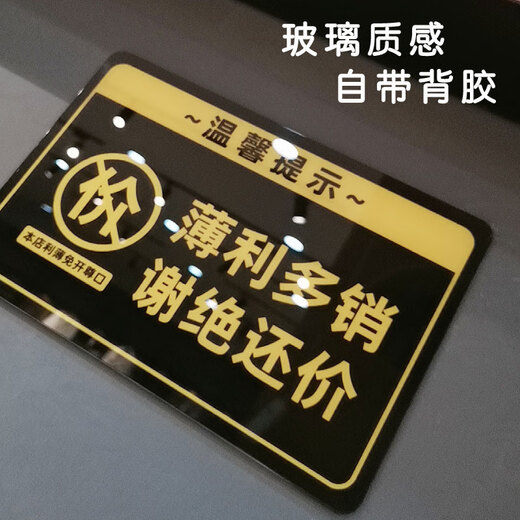 玻璃质感
自带背胶
~温馨提示~
价
本店利薄免开尊口
薄利多销
谢绝还价